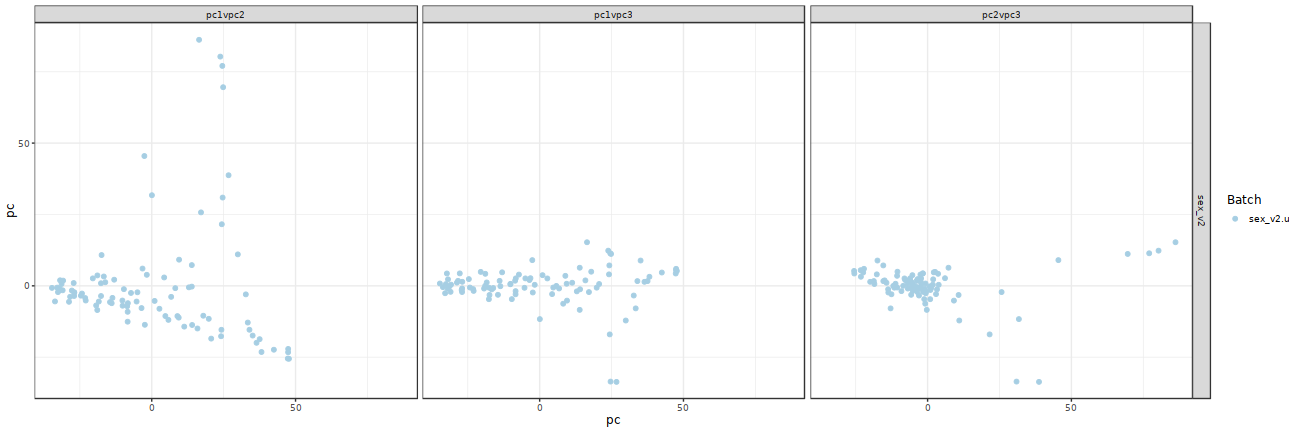 pc1vpc2 pc1vpc3 pc2vpc3
50
0
pc
sex_v2
Batch
sex_v2.u
0 50 0 50 0 50
pc